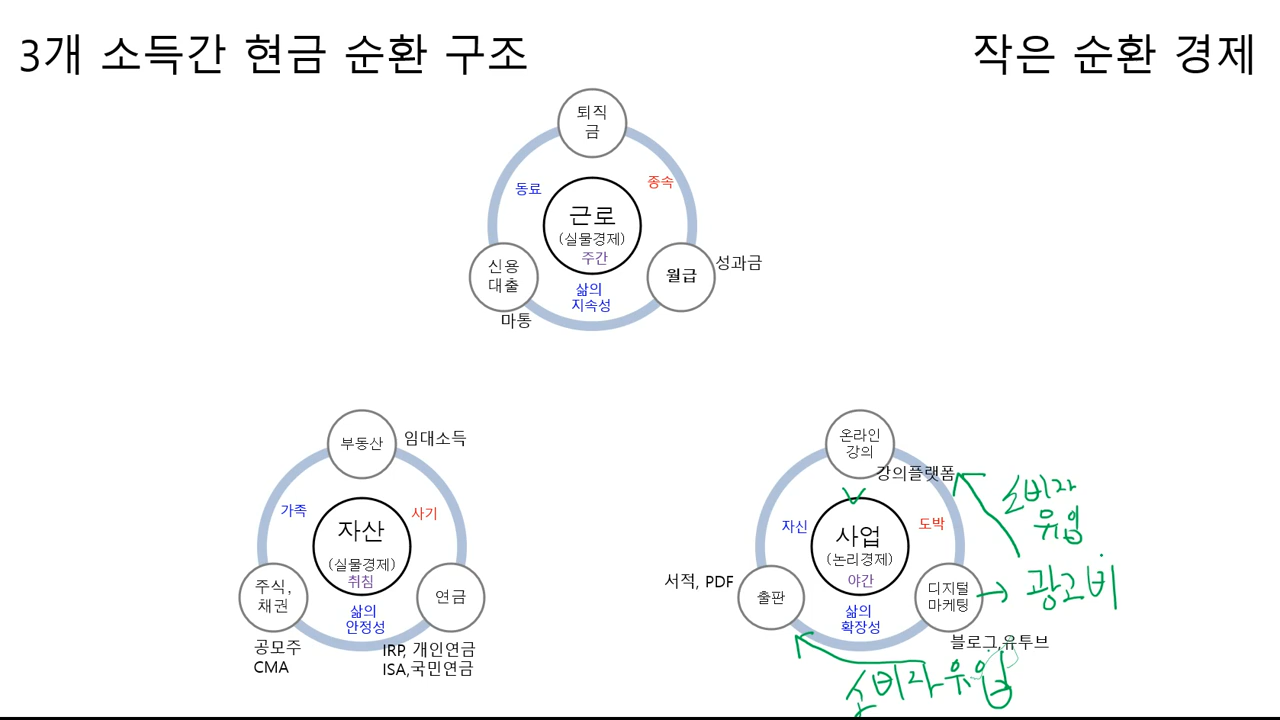 3개 소득간 현금 순환 구조
작은 순환 경제
퇴직
금
동료
종속
근로
(실물경제)
주간
신용
대출
월급
성과금
삶의
지속성
마통
부동산
임대소득
가족
사기
자산
(실물경제)
취침
주식,
채권
연금
삶의
안정성
공모주
CMA
IRP, 개인연금
ISA,국민연금
온라인
강의
강의플랫폼
소비자
유입
자신
도박
사업
(논리경제)
야간
서적, PDF
출판
디지털
마케팅
광고비
삶의
확장성
블로그,유투브
소비자 유입